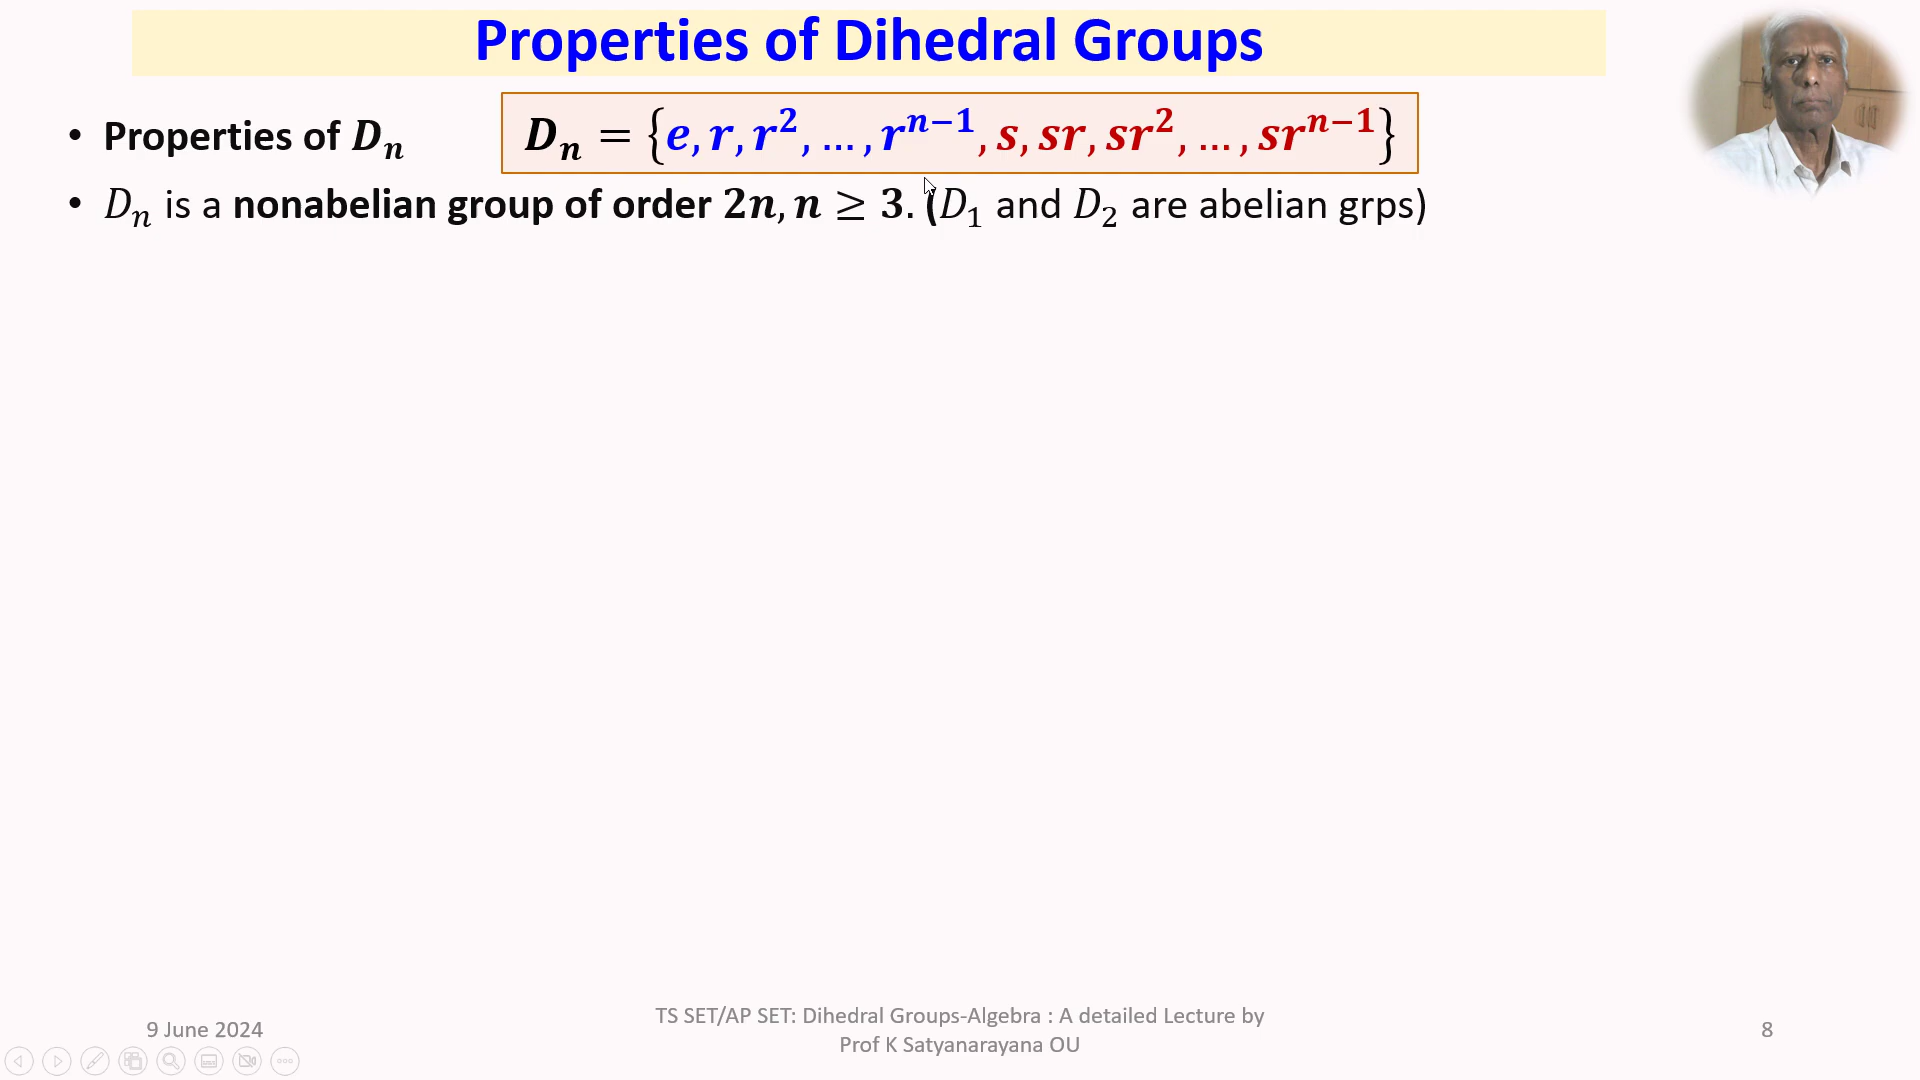 Properties of Dihedral Groups
• Properties of Dₙ
Dₙ = {e, r, r², …, rⁿ⁻¹, s, sr, sr², …, srⁿ⁻¹}
• Dₙ is a nonabelian group of order 2n, n ≥ 3. (D₁ and D₂ are abelian grps)
9 June 2024
TS SET/AP SET: Dihedral Groups-Algebra : A detailed Lecture by
Prof K Satyanarayana OU
8